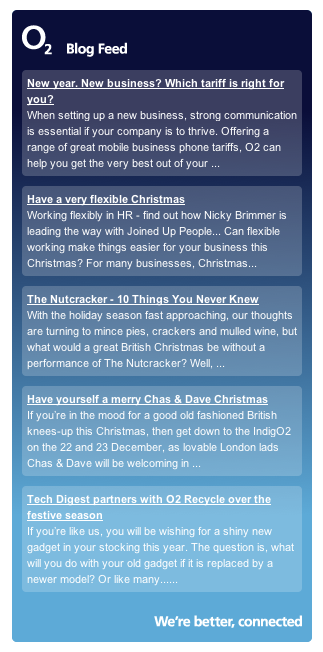 O2 Blog Feed
New year. New business? Which tariff is right for
you?
When setting up a new business, strong communication
is essential if your company is to thrive. Offering a
range of great mobile business phone tariffs, O2 can
help you get the very best out of your ...
Have a very flexible Christmas
Working flexibly in HR - find out how Nicky Brimmer is
leading the way with Joined Up People... Can flexible
working make things easier for your business this
Christmas? For many businesses, Christmas...
The Nutcracker - 10 Things You Never Knew
With the holiday season fast approaching, our thoughts
are turning to mince pies, crackers and mulled wine, but
what would a great British Christmas be without a
performance of The Nutcracker? Well, ...
Have yourself a merry Chas & Dave Christmas
If you're in the mood for a good old fashioned British
knees-up this Christmas, then get down to the IndigO2
on the 22 and 23 December, as lovable London lads
Chas & Dave will be welcoming in ...
Tech Digest partners with O2 Recycle over the
festive season
If you're like us, you will be wishing for a shiny new
gadget in your stocking this year. The question is, what
will you do with your old gadget if it is replaced by a
newer model? Or like many......
We're better, connected